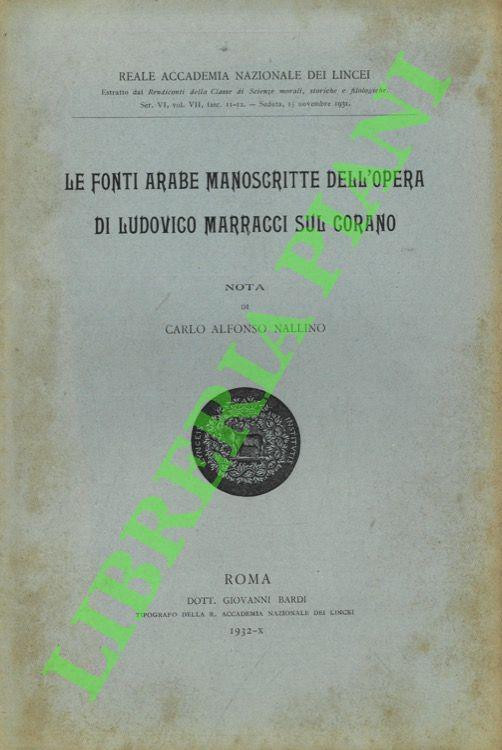 REALE ACCADEMIA NAZIONALE DEI LINCEI
Estratto dai Rendiconti della Classe di Scienze morali, storiche e filologiche.
Ser. VI, vol. VII, fasc. 11-12. — Seduta, 15 novembre 1931.
LE FONTI ARABE MANOSCRITTE DELL'OPERA
DI LUDOVICO MARRACCI SUL CORANO
NOTA
DI
CARLO ALFONSO NALLINO
LYNCEIS INSTITUTIS
ROMA
DOTT. GIOVANNI BARDI
TIPOGRAFO DELLA R. ACCADEMIA NAZIONALE DEI LINCEI
1932-X
LIBRERIA PIANI